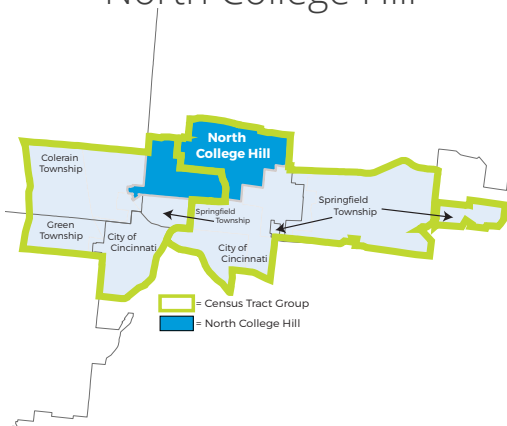 North College Hill
North
College Hill
Colerain
Township
Springfield
Township
Springfield
Township
Green
Township
City of
Cincinnati
City of
Cincinnati
= Census Tract Group
= North College Hill